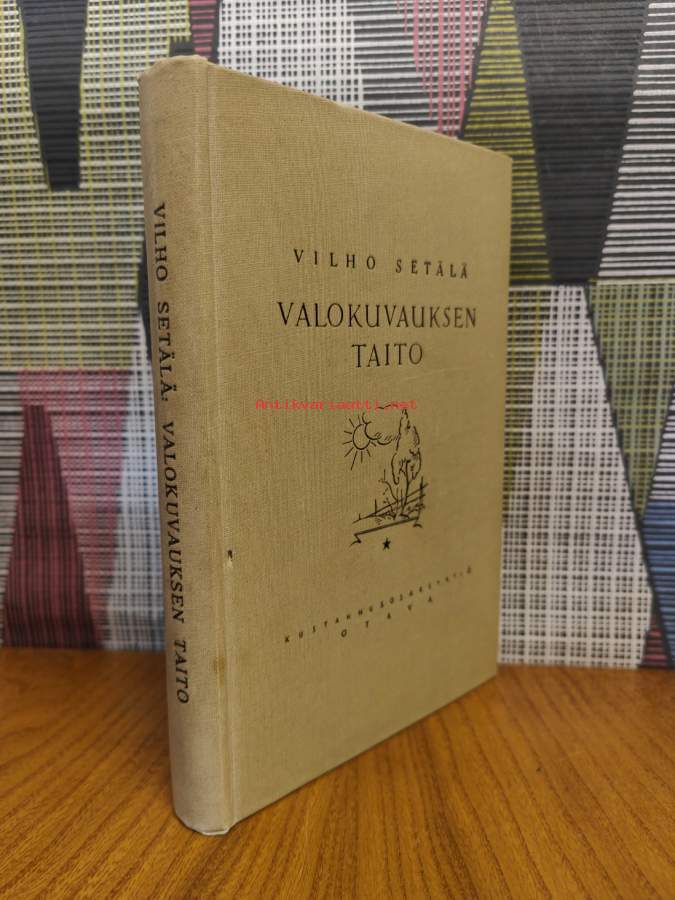 VILHO SETÄLÄ: VALOKUVAUKSEN TAITO
VILHO SETÄLÄ
VALOKUVAUKSEN
TAITO
Antikvariaatti.net
KUSTANNUSOSAKEYHTIÖ
OTAVA